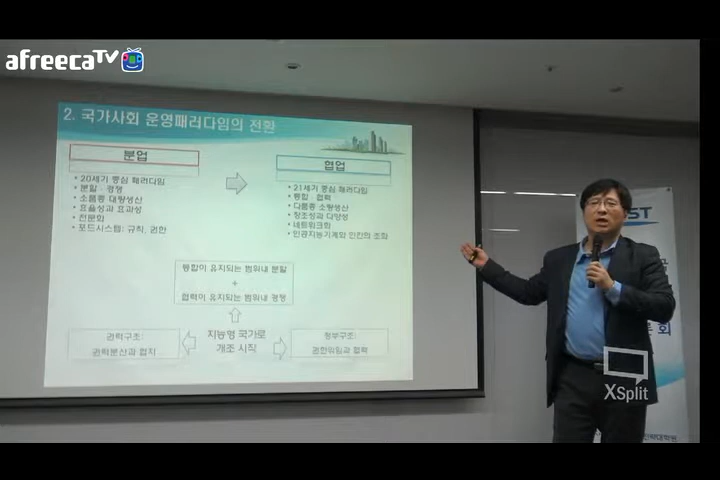 afreecaTV
2. 국가사회 운영패러다임의 전환
분업
• 20세기 중심 패러다임
• 분할 · 경쟁
• 소품종 대량생산
• 효율성과 효과성
• 전문화
• 포드시스템: 규칙, 권한
협업
• 21세기 중심 패러다임
• 통합 · 협력
• 다품종 소량생산
• 창조성과 다양성
• 네트워크화
• 인공지능기계와 인간의 조화
통합이 유지되는 범위내 분할
+
협력이 유지되는 범위내 경쟁
권력구조:
권력분산과 협치
지능형 국가로
개조 시작
정부구조:
권한위임과 협력
ST
회
XSplit
전략대학원